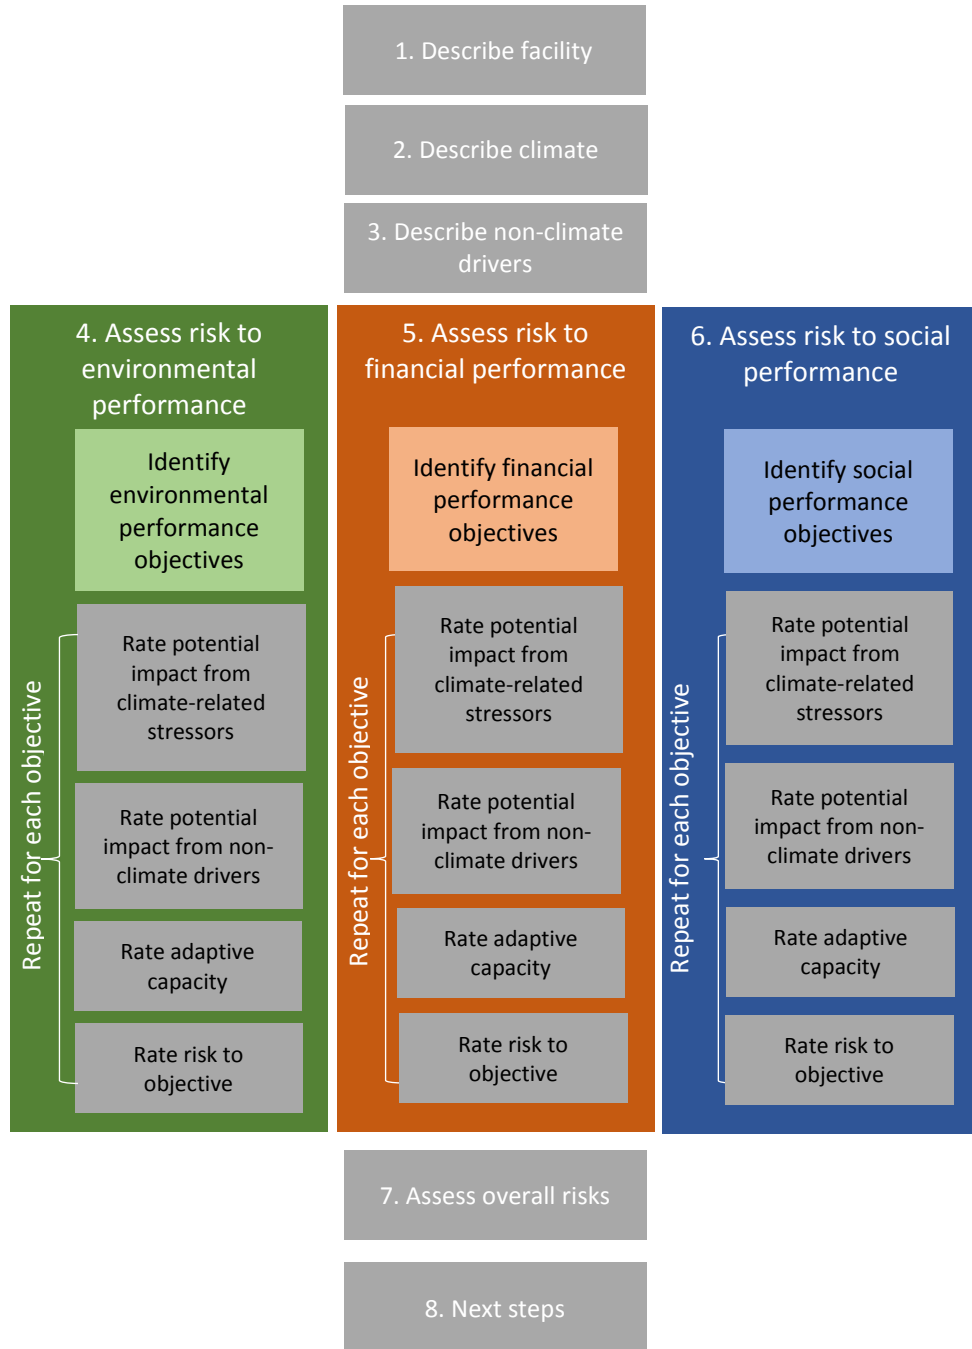 1. Describe facility
2. Describe climate
3. Describe non-climate
drivers
4. Assess risk to
environmental
performance
Identify
environmental
performance
objectives
Repeat for each objective
Rate potential
impact from
climate-related
stressors
Rate potential
impact from non-
climate drivers
Rate adaptive
capacity
Rate risk to
objective
5. Assess risk to
financial performance
Identify financial
performance
objectives
Repeat for each objective
Rate potential
impact from
climate-related
stressors
Rate potential
impact from non-
climate drivers
Rate adaptive
capacity
Rate risk to
objective
6. Assess risk to social
performance
Identify social
performance
objectives
Repeat for each objective
Rate potential
impact from
climate-related
stressors
Rate potential
impact from non-
climate drivers
Rate adaptive
capacity
Rate risk to
objective
7. Assess overall risks
8. Next steps